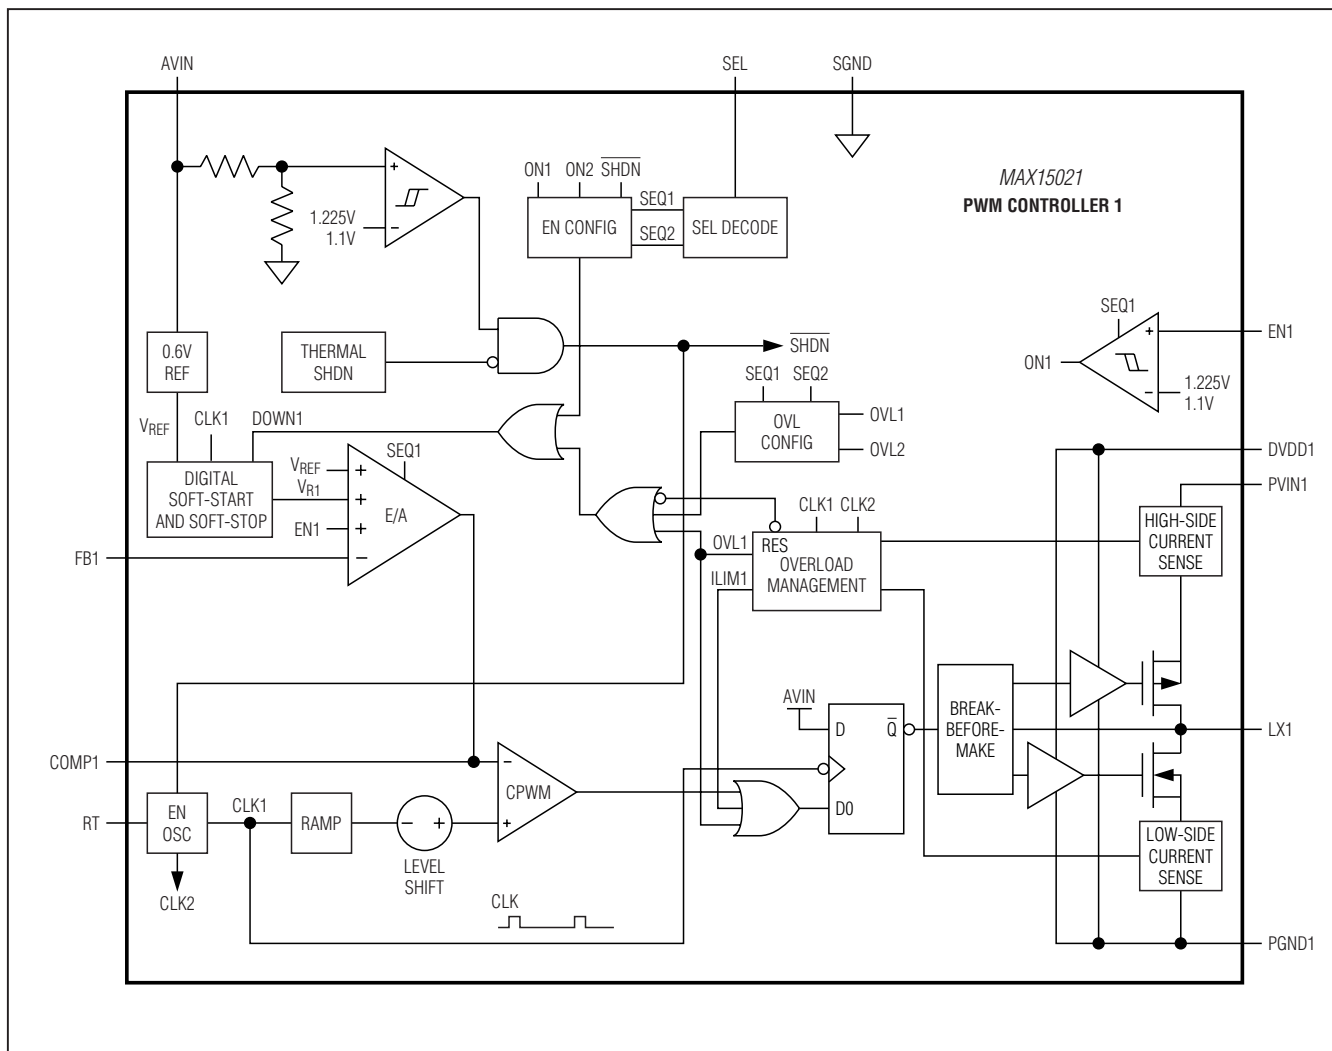 AVIN
SEL
SGND
MAX15021
PWM CONTROLLER 1
ON1
ON2
SHDN
SEQ1
SEQ2
EN CONFIG
SEL DECODE
+
1.225V
1.1V
−
0.6V
REF
THERMAL
SHDN
SHDN
SEQ1
+
EN1
ON1
1.225V
−
1.1V
SEQ1
SEQ2
OVL
CONFIG
OVL1
OVL2
VREF
CLK1
DOWN1
DIGITAL
SOFT-START
AND SOFT-STOP
VREF
VR1
EN1
SEQ1
+
+
+
−
E/A
FB1
DVDD1
PVIN1
HIGH-SIDE
CURRENT
SENSE
CLK1
CLK2
OVL1
ILIM1
RES
OVERLOAD
MANAGEMENT
AVIN
D
Q
D0
BREAK-
BEFORE-
MAKE
LX1
COMP1
−
CPWM
+
RT
EN
OSC
CLK1
RAMP
−
+
LEVEL
SHIFT
CLK2
CLK
LOW-SIDE
CURRENT
SENSE
PGND1